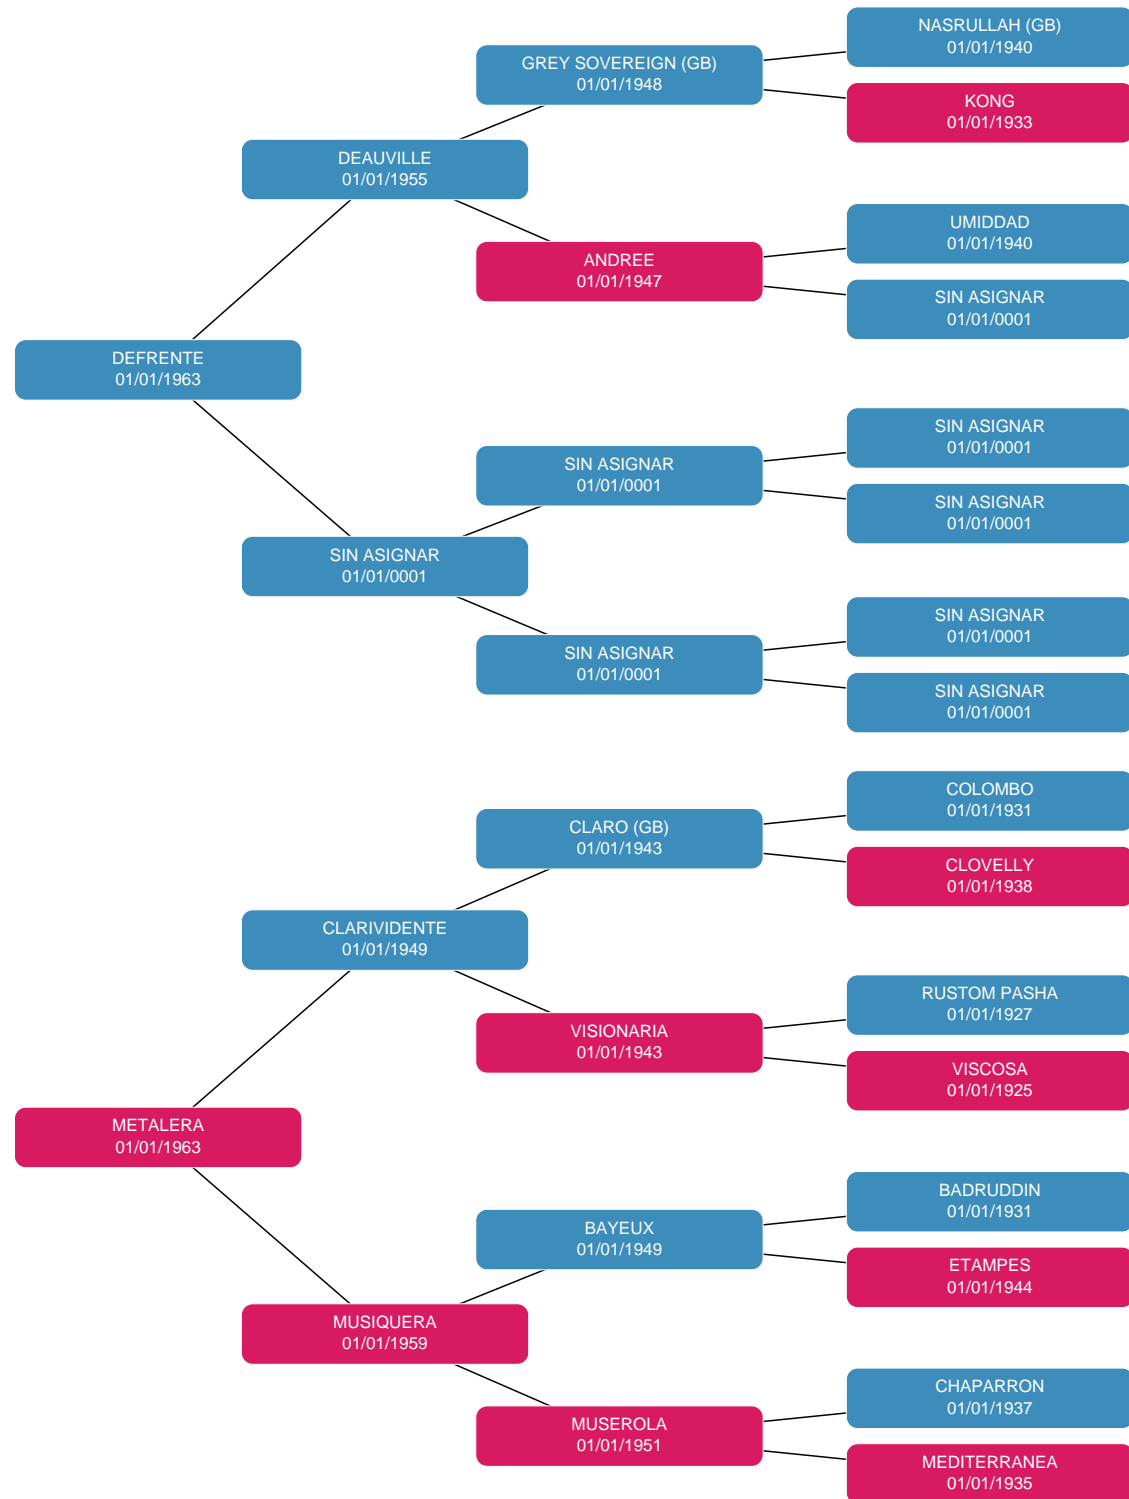 NASRULLAH (GB)
01/01/1940
GREY SOVEREIGN (GB)
01/01/1948
KONG
01/01/1933
DEAUVILLE
01/01/1955
UMIDDAD
01/01/1940
ANDREE
01/01/1947
SIN ASIGNAR
01/01/0001
DEFRENTE
01/01/1963
SIN ASIGNAR
01/01/0001
SIN ASIGNAR
01/01/0001
SIN ASIGNAR
01/01/0001
SIN ASIGNAR
01/01/0001
SIN ASIGNAR
01/01/0001
SIN ASIGNAR
01/01/0001
SIN ASIGNAR
01/01/0001
COLOMBO
01/01/1931
CLARO (GB)
01/01/1943
CLOVELLY
01/01/1938
CLARIVIDENTE
01/01/1949
RUSTOM PASHA
01/01/1927
VISIONARIA
01/01/1943
VISCOSA
01/01/1925
METALERA
01/01/1963
BADRUDDIN
01/01/1931
BAYEUX
01/01/1949
ETAMPES
01/01/1944
MUSIQUERA
01/01/1959
CHAPARRON
01/01/1937
MUSEROLA
01/01/1951
MEDITERRANEA
01/01/1935